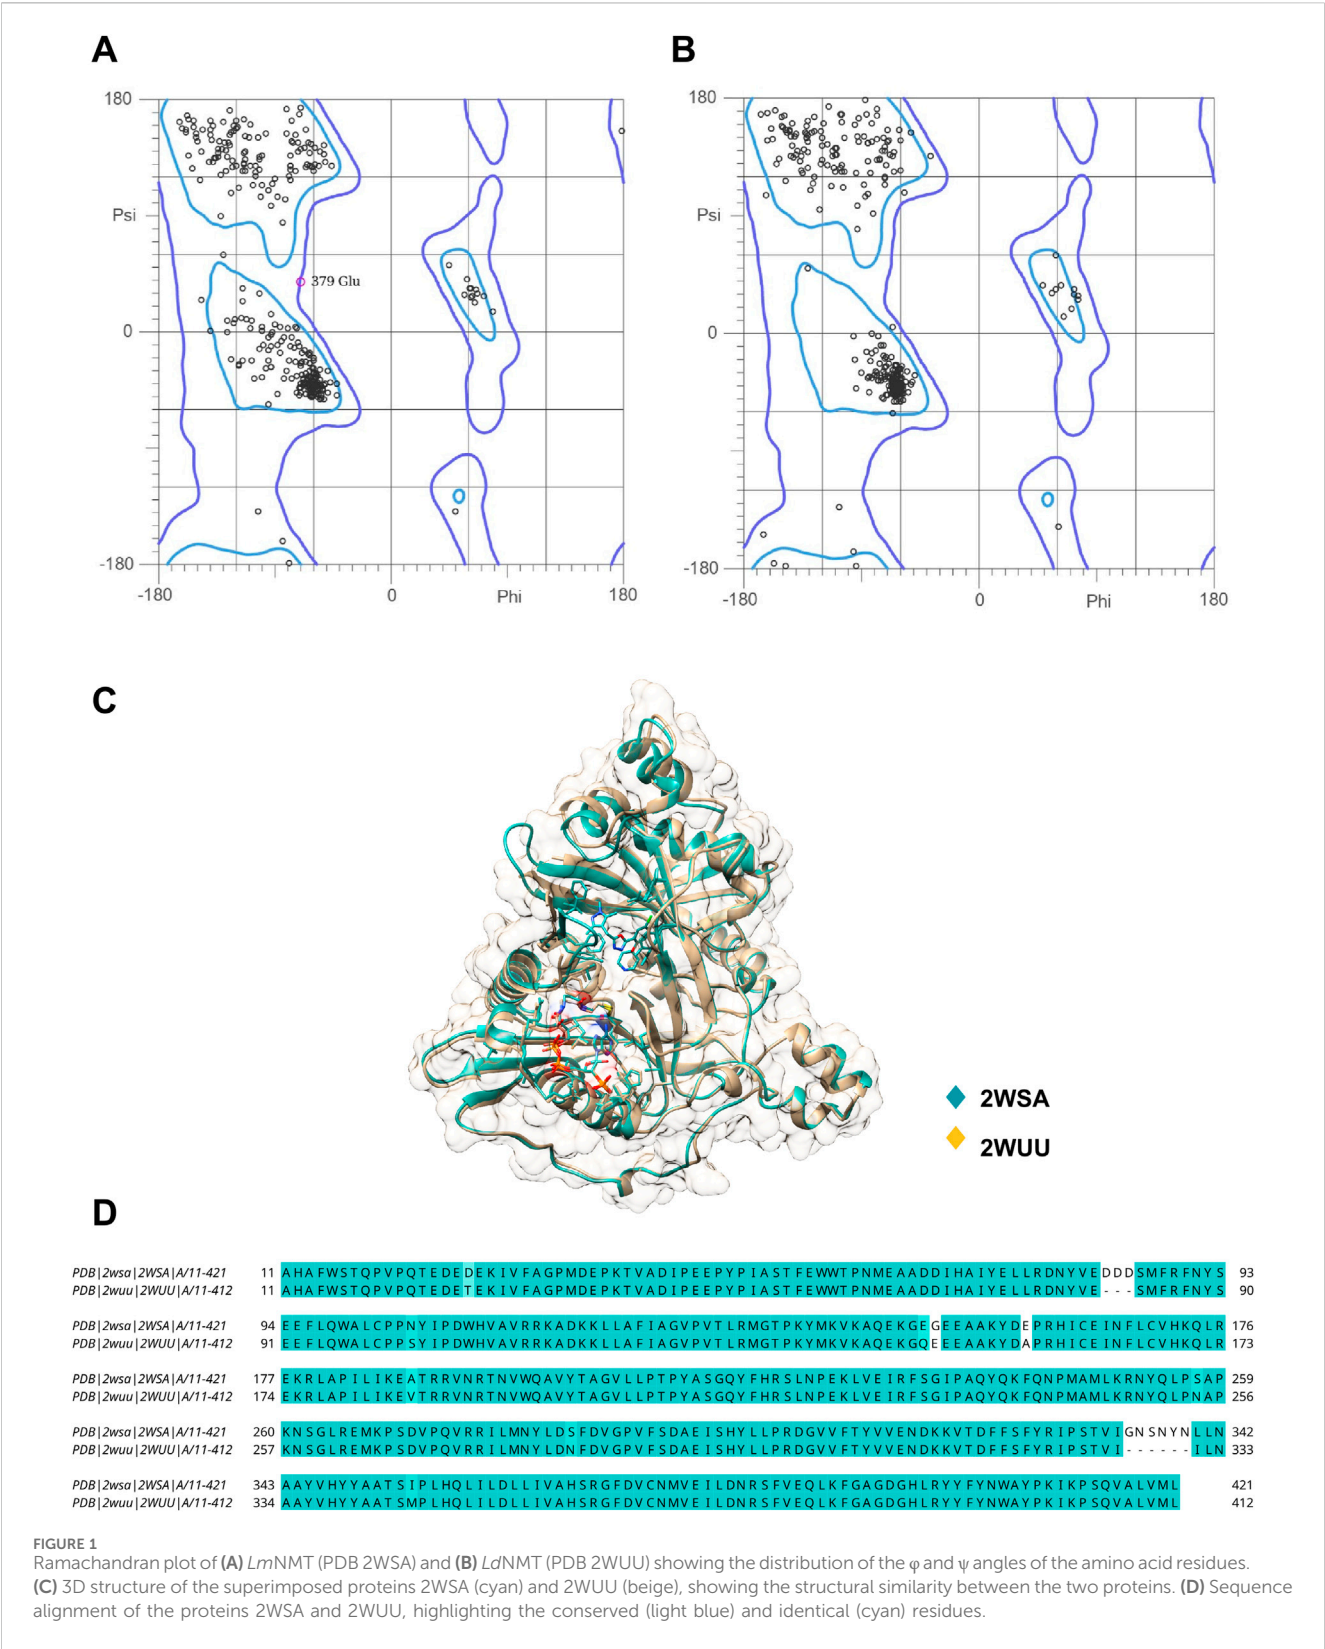 A
B
180
Psi
0
-180
-180
0
Phi
180
379 Glu
180
Psi
0
-180
-180
0
Phi
180
C
2WSA
2WUU
D
PDB|2wsa|2WSA|A/11-421 11 AHAFWSTQPVPQTEDEDEKIVFAGPMDEPKTVADIPEEPYPIASTFEWWTPNMEAADDIHAIYELLRDNYVEDDDSMFRFNYS 93
PDB|2wuu|2WUU|A/11-412 11 AHAFWSTQPVPQTEDETEKIVFAGPMDEPKTVADIPEEPYPIASTFEWWTPNMEAADDIHAIYELLRDNYVE---SMFRFNYS 90
PDB|2wsa|2WSA|A/11-421 94 EEFLQWALCPPNYIPDWHVAVRRKADKKLLAFIAGVPVTLRMGTPKYMKVKAQEKGEGEEAAKYDEPRHICEINFLCVHKQLR 176
PDB|2wuu|2WUU|A/11-412 91 EEFLQWALCPPSYIPDWHVAVRRKADKKLLAFIAGVPVTLRMGTPKYMKVKAQEKGQEEEAAKYDAPRHICEINFLCVHKQLR 173
PDB|2wsa|2WSA|A/11-421 177 EKRLAPILIKEATRRVNRTNVWQAVYTAGVLLPTPYASGQYFHRSLNPEKLVEIRFSGIPAQYQKFQNPMAMLKRNYQLPSAP 259
PDB|2wuu|2WUU|A/11-412 174 EKRLAPILIKEVTRRVNRTNVWQAVYTAGVLLPTPYASGQYFHRSLNPEKLVEIRFSGIPAQYQKFQNPMAMLKRNYQLPNAP 256
PDB|2wsa|2WSA|A/11-421 260 KNSGLREMKPSDVPQVRRILMNYLDSFDVGPVFSDAEISHYLLPRDGVVFTYVVENDKKVTDFFSFYRIPSTVIGNSNYNLLN 342
PDB|2wuu|2WUU|A/11-412 257 KNSGLREMKPSDVPQVRRILMNYLDNFDVGPVFSDAEISHYLLPRDGVVFTYVVENDKKVTDFFSFYRIPSTVI------ILN 333
PDB|2wsa|2WSA|A/11-421 343 AAYVHYYAATSIPLHQLILDLLIVAHSRGFDVCNMVEILDNRSFVEQLKFGAGDGHLRYYFYNWAYPKIKPSQVALVML 421
PDB|2wuu|2WUU|A/11-412 334 AAYVHYYAATSMPLHQLILDLLIVAHSRGFDVCNMVEILDNRSFVEQLKFGAGDGHLRYYFYNWAYPKIKPSQVALVML 412
FIGURE 1
Ramachandran plot of (A) LmNMT (PDB 2WSA) and (B) LdNMT (PDB 2WUU) showing the distribution of the φ and ψ angles of the amino acid residues.
(C) 3D structure of the superimposed proteins 2WSA (cyan) and 2WUU (beige), showing the structural similarity between the two proteins. (D) Sequence
alignment of the proteins 2WSA and 2WUU, highlighting the conserved (light blue) and identical (cyan) residues.